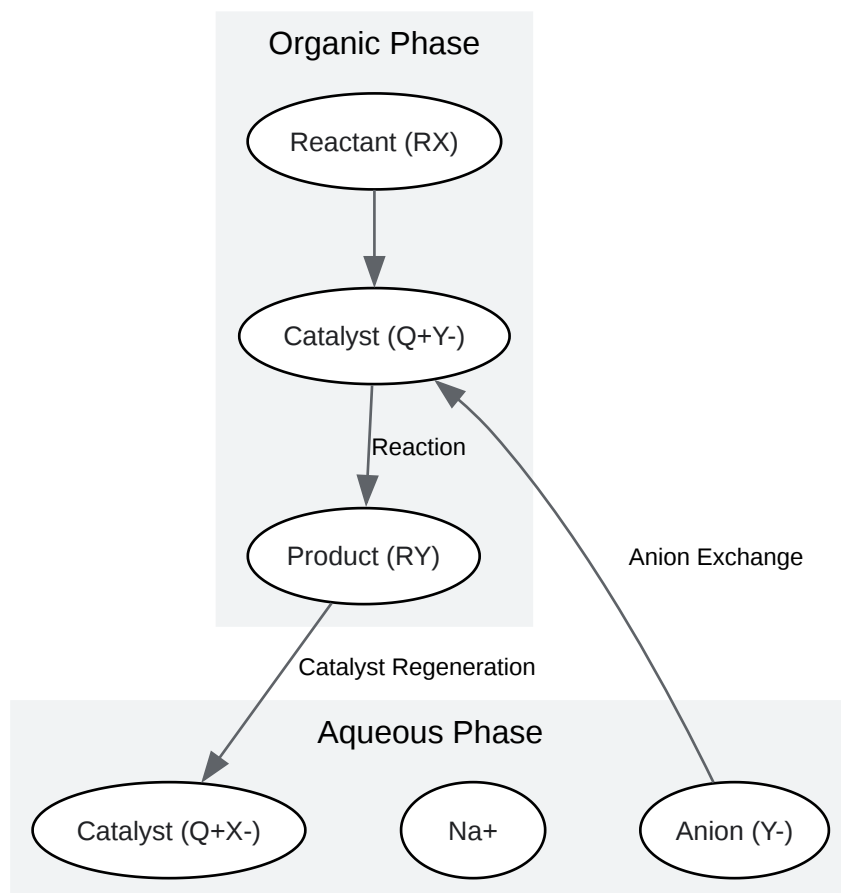 Organic Phase
Reactant (RX)
Catalyst (Q+Y-)
Reaction
Product (RY)
Anion Exchange
Catalyst Regeneration
Aqueous Phase
Catalyst (Q+X-)
Na+
Anion (Y-)